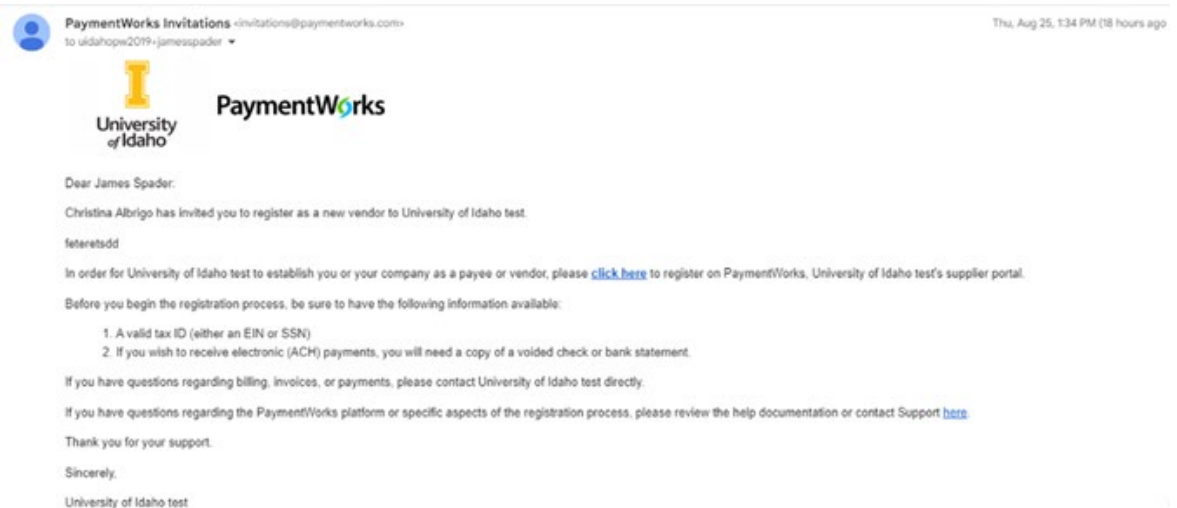 PaymentWorks Invitations <invitations@paymentworks.com>
Thu, Aug 25, 1:34 PM (18 hours ago
to uidahopw2019+jamesspader
University
of Idaho
PaymentWorks
Dear James Spader:
Christina Albrigo has invited you to register as a new vendor to University of Idaho test.
feteretsdd
In order for University of Idaho test to establish you or your company as a payee or vendor, please click here to register on PaymentWorks, University of Idaho test's supplier portal.
Before you begin the registration process, be sure to have the following information available:
1. A valid tax ID (either an EIN or SSN)
2. If you wish to receive electronic (ACH) payments, you will need a copy of a voided check or bank statement.
If you have questions regarding billing, invoices, or payments, please contact University of Idaho test directly.
If you have questions regarding the PaymentWorks platform or specific aspects of the registration process, please review the help documentation or contact Support here.
Thank you for your support.
Sincerely,
University of Idaho test